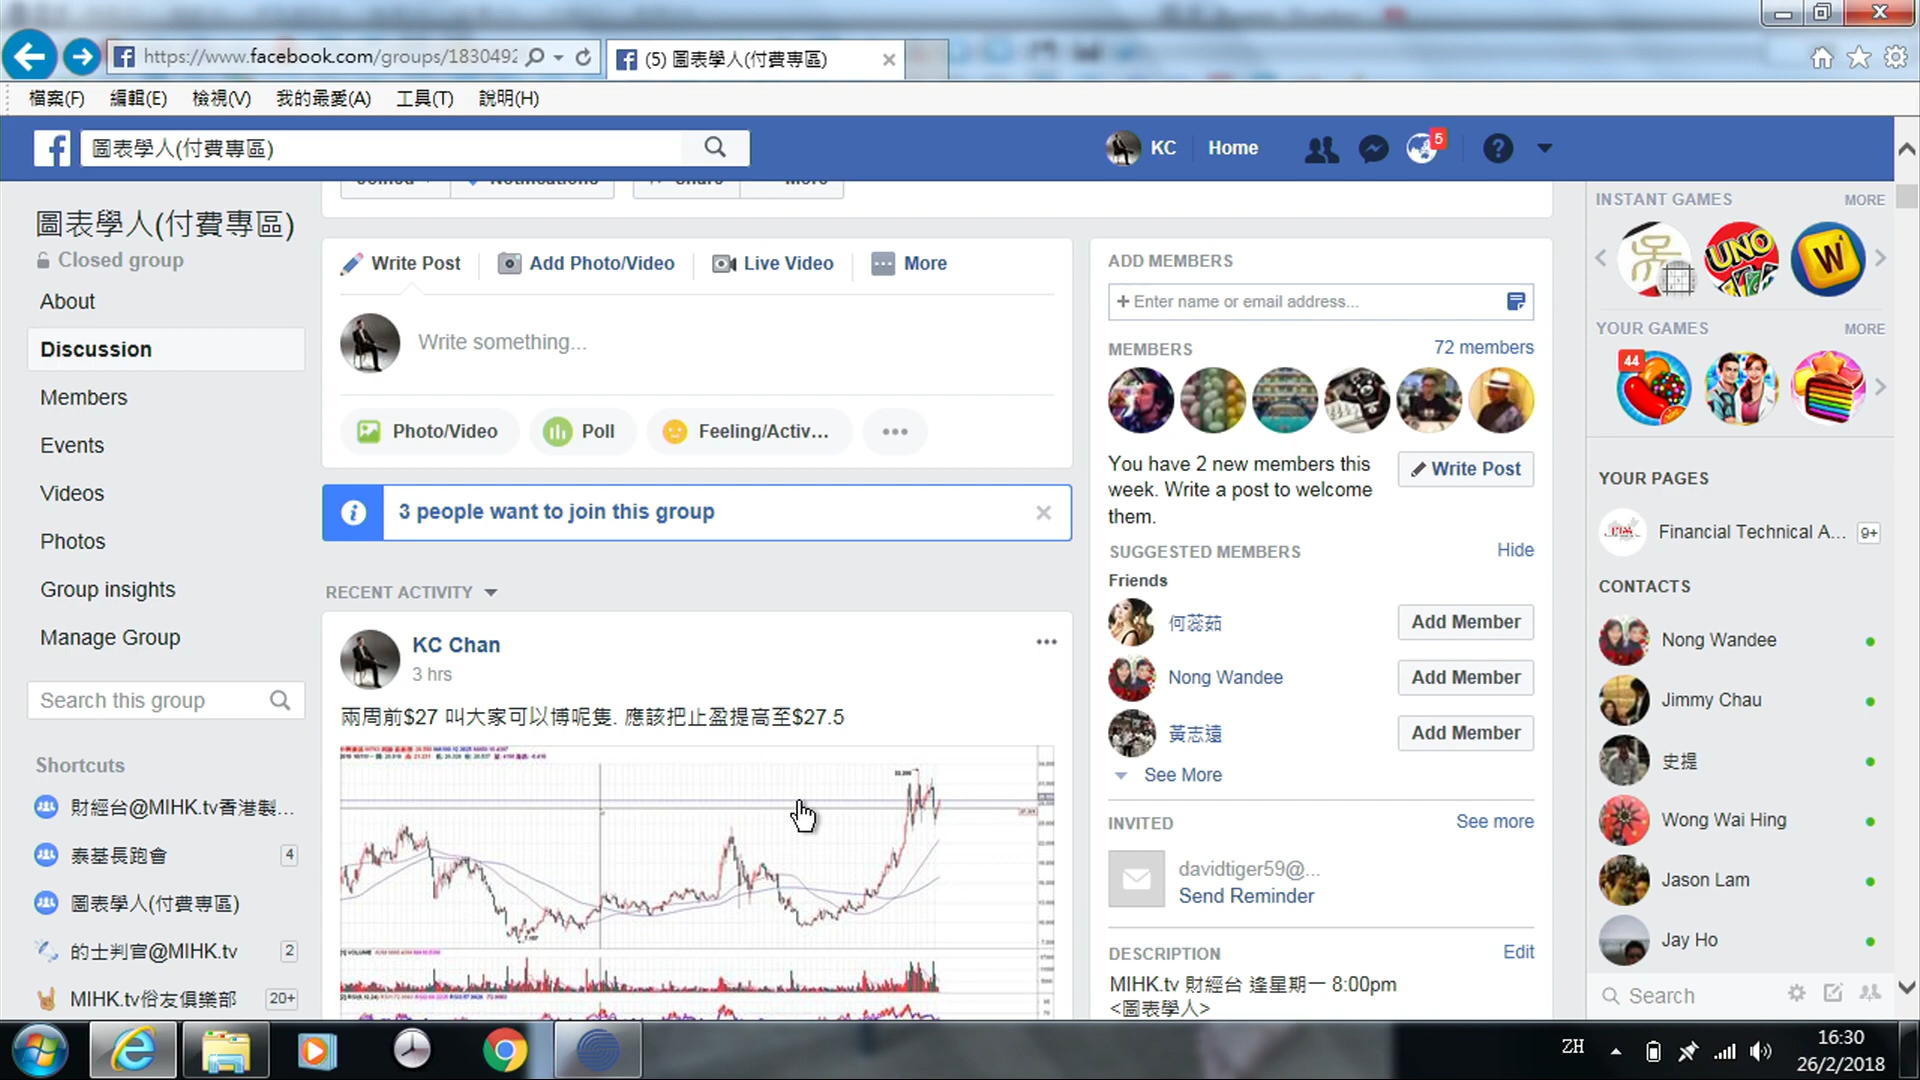 https://www.facebook.com/groups/1830492
(5) 圖表學人(付費專區)
檔案(F) 編輯(E) 檢視(V) 我的最愛(A) 工具(T) 說明(H)
圖表學人(付費專區)
KC Home 5
Joined Notifications Share More
圖表學人(付費專區)
Closed group
About
Discussion
Members
Events
Videos
Photos
Group insights
Manage Group
Search this group
Shortcuts
財經台@MIHK.tv香港製...
泰基長跑會 4
圖表學人(付費專區)
的士判官@MIHK.tv 2
MIHK.tv俗友俱樂部 20+
Write Post Add Photo/Video Live Video More
Write something...
Photo/Video Poll Feeling/Activ...
3 people want to join this group
RECENT ACTIVITY
KC Chan
3 hrs
兩周前$27 叫大家可以博呢隻. 應該把止盈提高至$27.5
ADD MEMBERS
+ Enter name or email address...
MEMBERS 72 members
You have 2 new members this
week. Write a post to welcome
them.
Write Post
SUGGESTED MEMBERS Hide
Friends
何蕊茹 Add Member
Nong Wandee Add Member
黃志遠 Add Member
See More
INVITED See more
davidtiger59@...
Send Reminder
DESCRIPTION Edit
MIHK.tv 財經台 逢星期一 8:00pm
<圖表學人>
INSTANT GAMES MORE
UNO
W
YOUR GAMES MORE
44
YOUR PAGES
Financial Technical A... 9+
CONTACTS
Nong Wandee
Jimmy Chau
史提
Wong Wai Hing
Jason Lam
Jay Ho
Search
ZH
16:30
26/2/2018